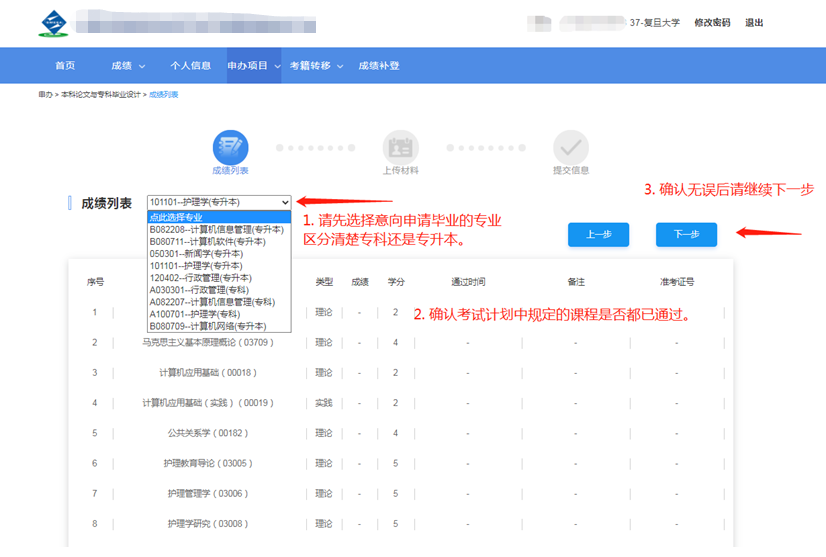 37-复旦大学 修改密码 退出
首页 成绩 个人信息 申办项目 考籍转移 成绩补登
申办 > 本科论文与专科毕业设计 > 成绩列表
成绩列表 上传材料 提交信息
3. 确认无误后请继续下一步
成绩列表 101101--护理学(专升本)
1. 请先选择意向申请毕业的专业
区分清楚专科还是专升本。
上一步 下一步
点此选择专业
B082208--计算机信息管理(专升本)
B080711--计算机软件(专升本)
050301--新闻学(专升本)
101101--护理学(专升本)
120402--行政管理(专升本)
A030301--行政管理(专科)
A082207--计算机信息管理(专科)
A100701--护理学(专科)
B080709--计算机网络(专升本)
序号 类型 成绩 学分 通过时间 备注 准考证号
1 理论 - 2
2. 确认考试计划中规定的课程是否都已通过。
2 马克思主义基本原理概论（03709） 理论 - 4 - - -
3 计算机应用基础（00018） 理论 - 2 - - -
4 计算机应用基础（实践）（00019） 实践 - 2 - - -
5 公共关系学（00182） 理论 - 4 - - -
6 护理教育导论（03005） 理论 - 5 - - -
7 护理管理学（03006） 理论 - 5 - - -
8 护理学研究（03008） 理论 - 5 - - -